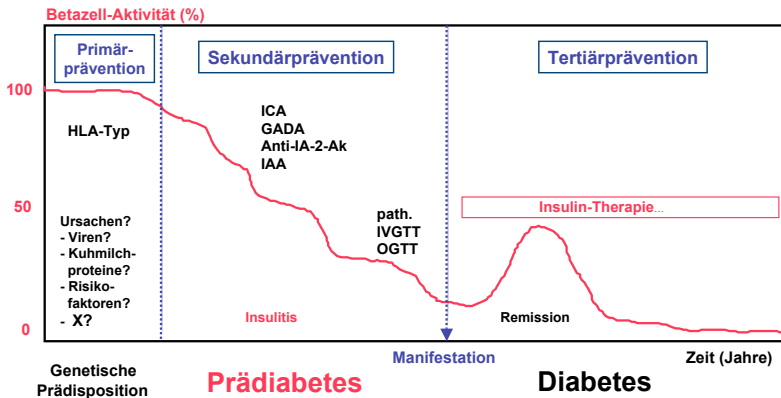 Betazell-Aktivität (%)
Primär-
prävention
Sekundärprävention
Tertiärprävention
100
HLA-Typ
ICA
GADA
Anti-IA-2-Ak
IAA
50
Ursachen?
- Viren?
- Kuhmilch-
proteine?
- Risiko-
faktoren?
- X?
path.
IVGTT
OGTT
Insulin-Therapie...
0
Insulitis
Remission
Manifestation
Zeit (Jahre)
Genetische
Prädisposition
Prädiabetes
Diabetes